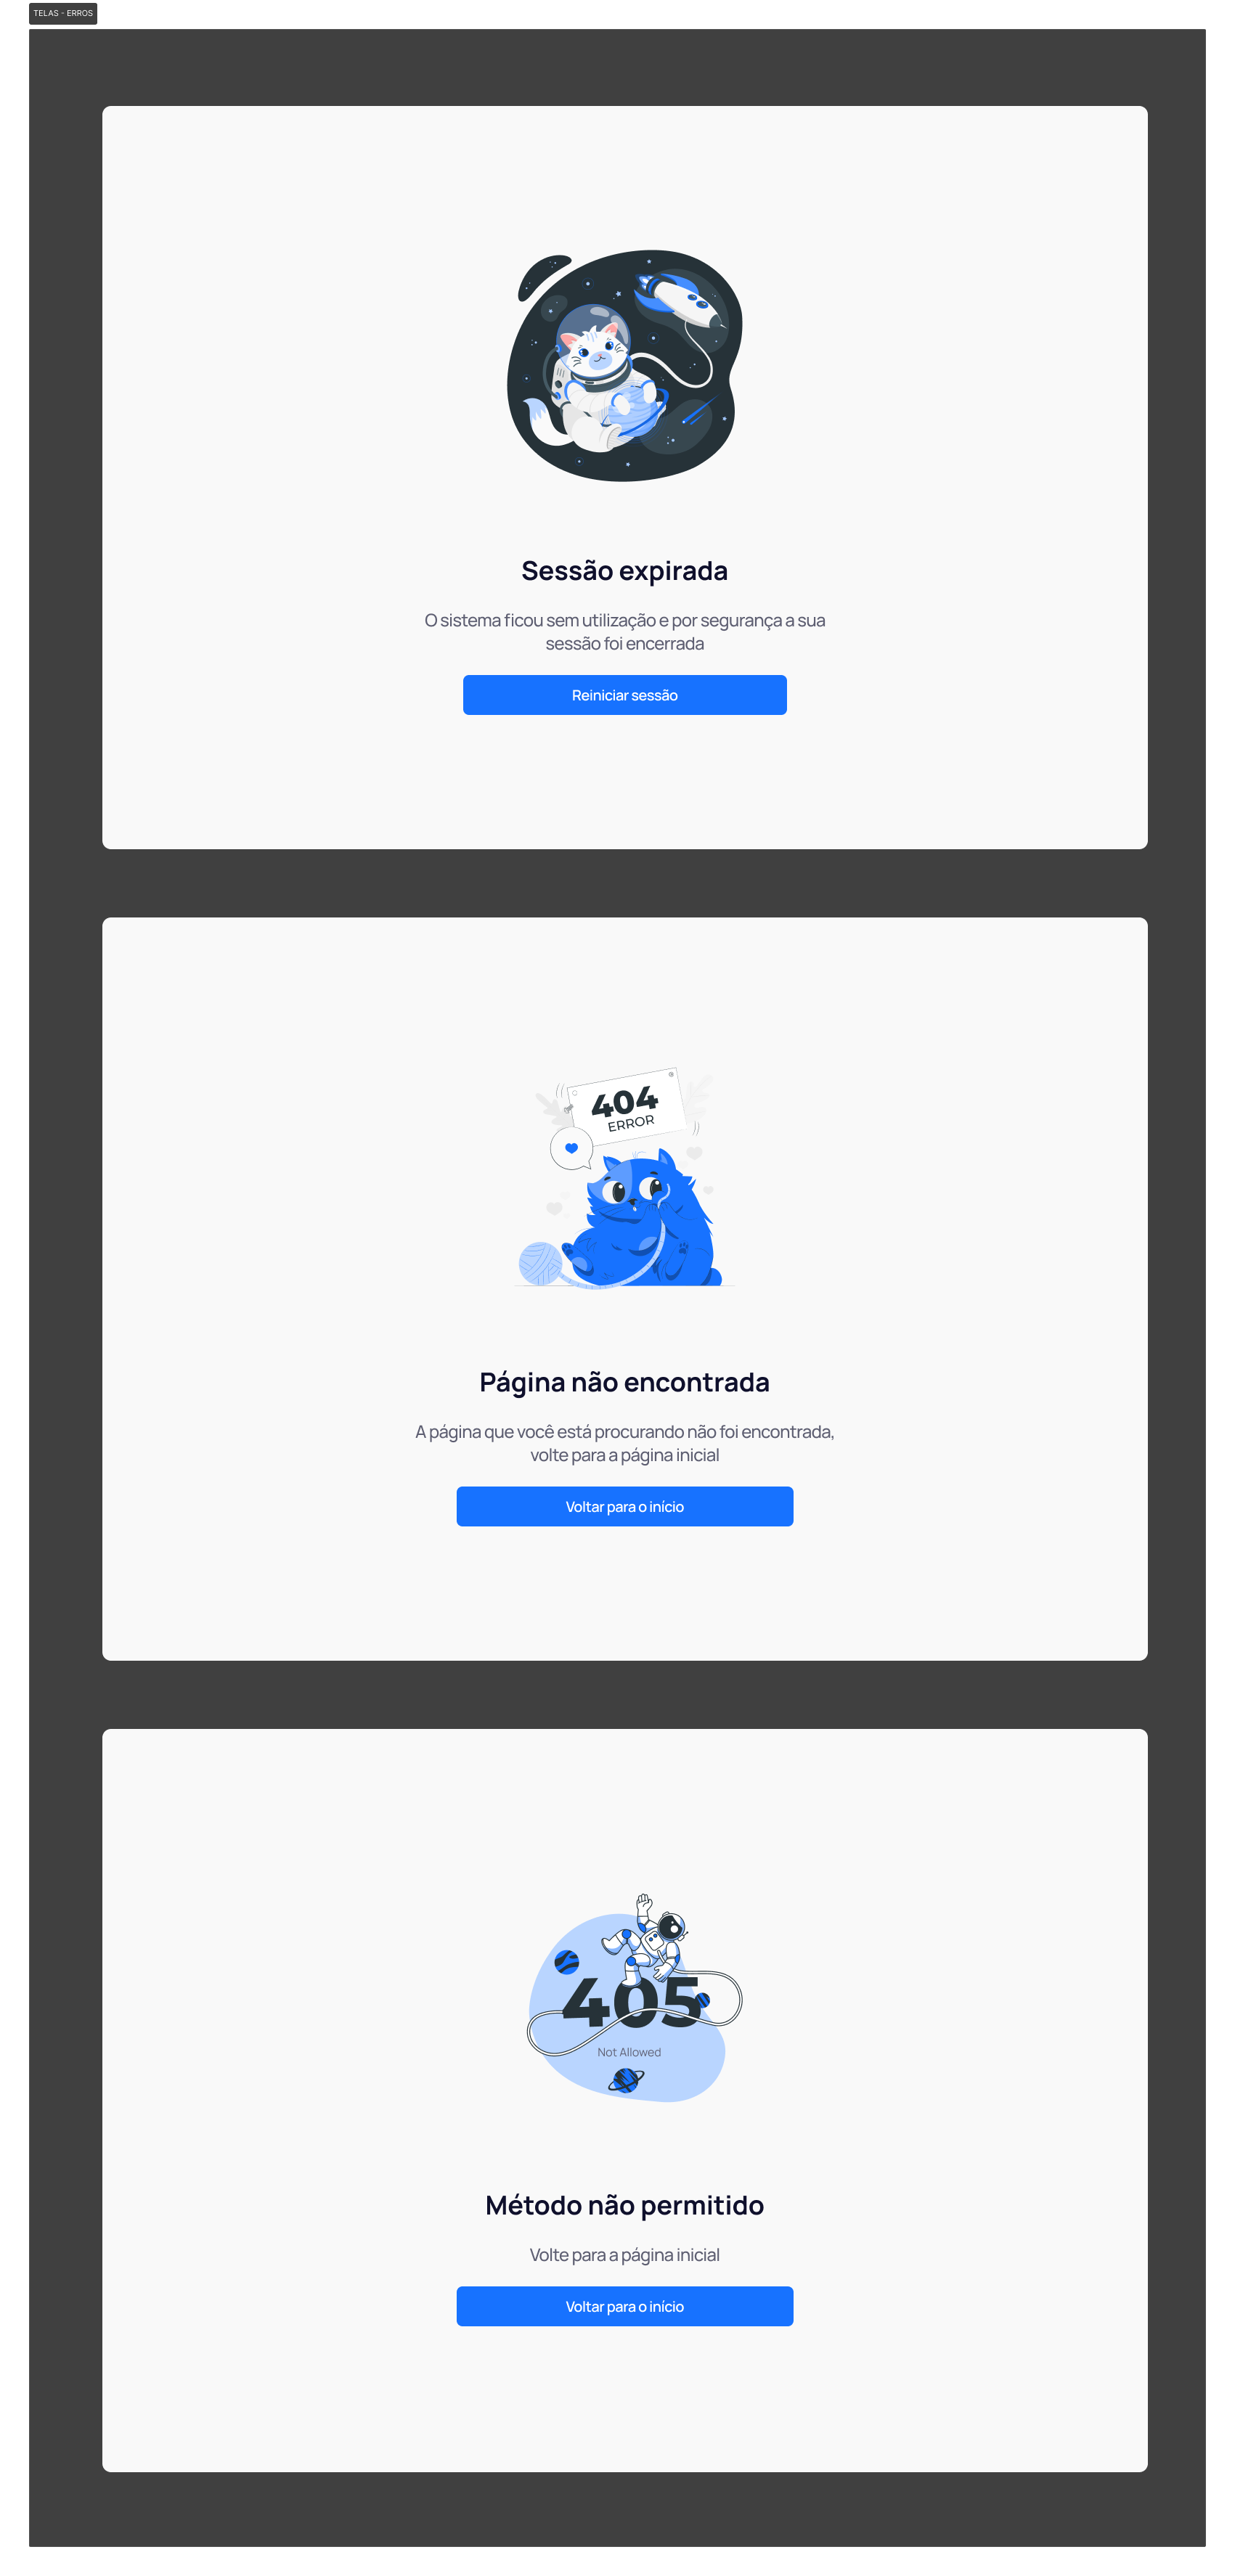 TELAS - ERROS
Sessão expirada
O sistema ficou sem utilização e por segurança a sua
sessão foi encerrada
Reiniciar sessão
404
ERROR
Página não encontrada
A página que você está procurando não foi encontrada,
volte para a página inicial
Voltar para o início
405
Not Allowed
Método não permitido
Volte para a página inicial
Voltar para o início